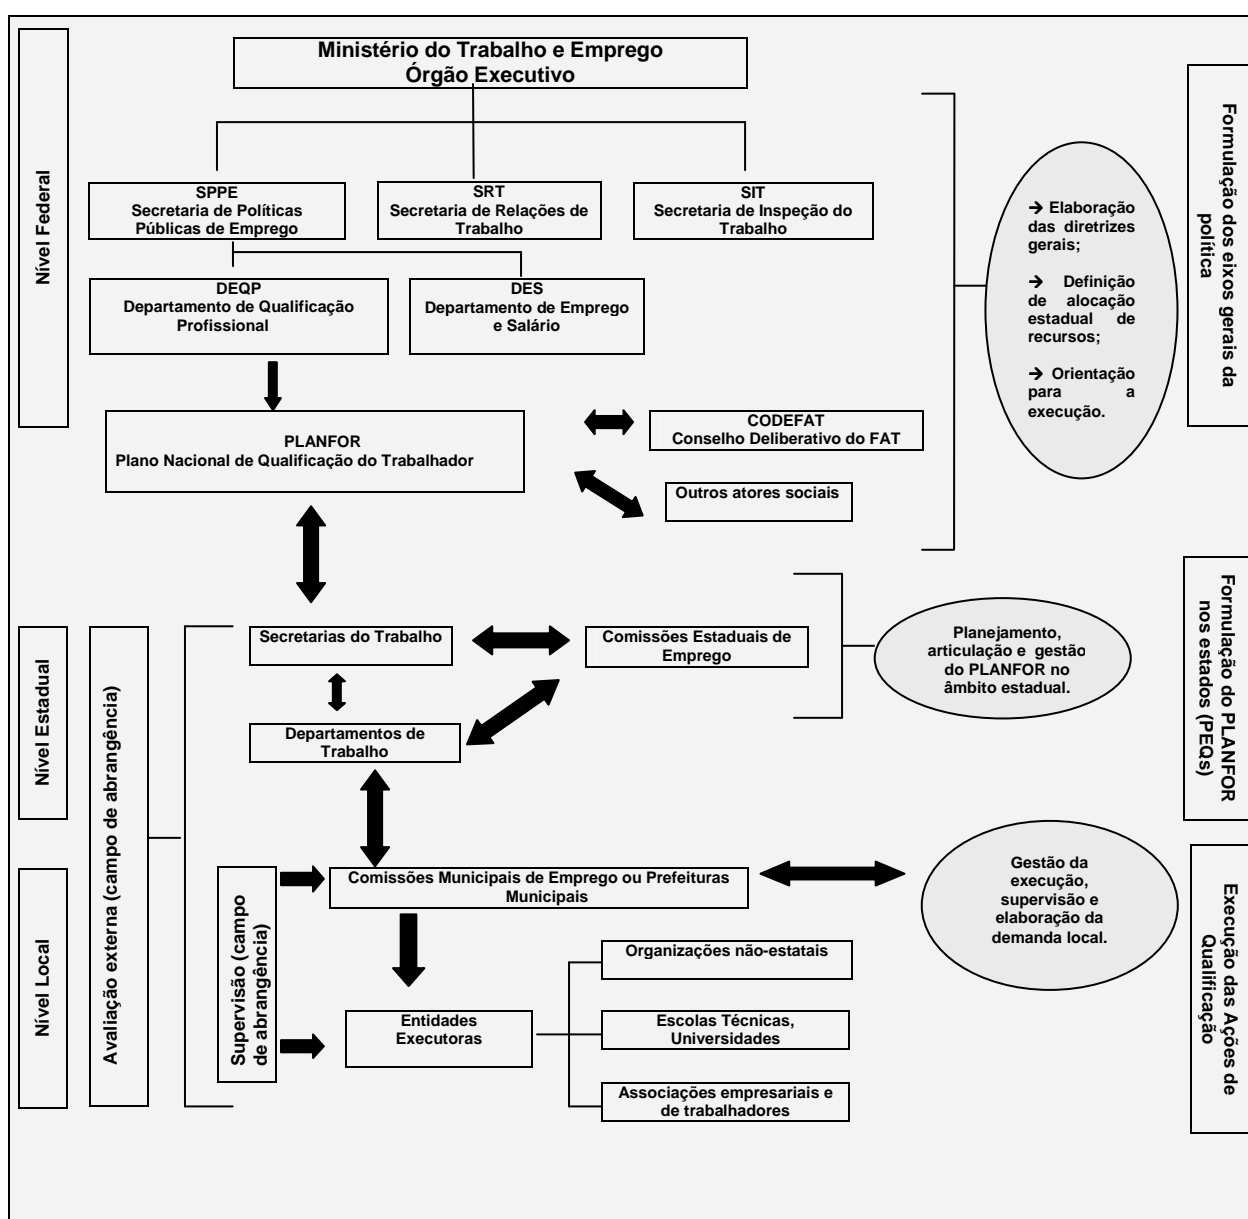 Ministério do Trabalho e Emprego
Órgão Executivo
Nível Federal
SPPE
Secretaria de Políticas
Públicas de Emprego
SRT
Secretaria de Relações de
Trabalho
SIT
Secretaria de Inspeção do
Trabalho
DEQP
Departamento de Qualificação
Profissional
DES
Departamento de Emprego
e Salário
→ Elaboração
das diretrizes
gerais;
→ Definição
de alocação
estadual de
recursos;
→ Orientação
para a
execução.
Formulação dos eixos gerais da
política
PLANFOR
Plano Nacional de Qualificação do Trabalhador
CODEFAT
Conselho Deliberativo do FAT
Outros atores sociais
Nível Estadual
Avaliação externa (campo de abrangência)
Secretarias do Trabalho
Comissões Estaduais de
Emprego
Departamentos de
Trabalho
Planejamento,
articulação e gestão
do PLANFOR no
âmbito estadual.
Formulação do PLANFOR
nos estados (PEQs)
Nível Local
Supervisão (campo
de abrangência)
Comissões Municipais de Emprego ou Prefeituras
Municipais
Gestão da
execução,
supervisão e
elaboração da
demanda local.
Execução das Ações de
Qualificação
Entidades
Executoras
Organizações não-estatais
Escolas Técnicas,
Universidades
Associações empresariais e
de trabalhadores